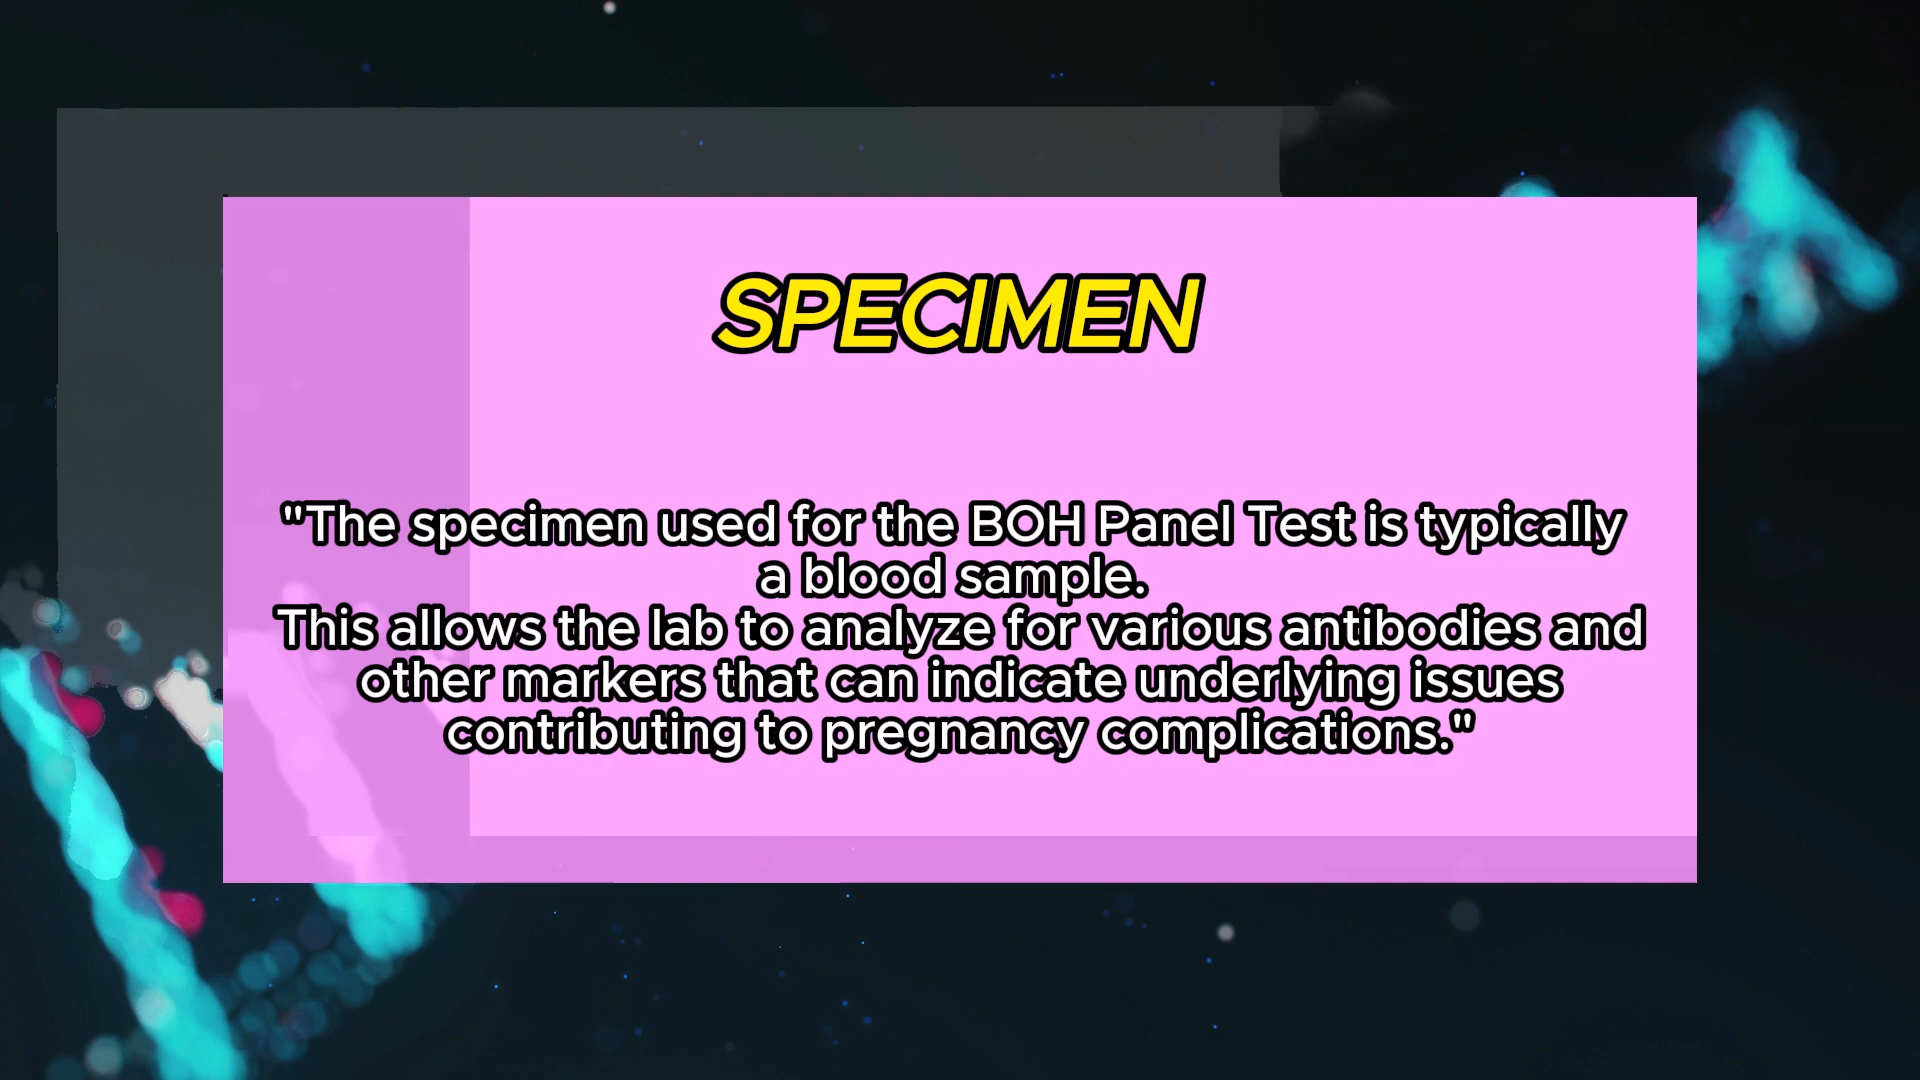 SPECIMEN
"The specimen used for the BOH Panel Test is typically
a blood sample.
This allows the lab to analyze for various antibodies and
other markers that can indicate underlying issues
contributing to pregnancy complications."